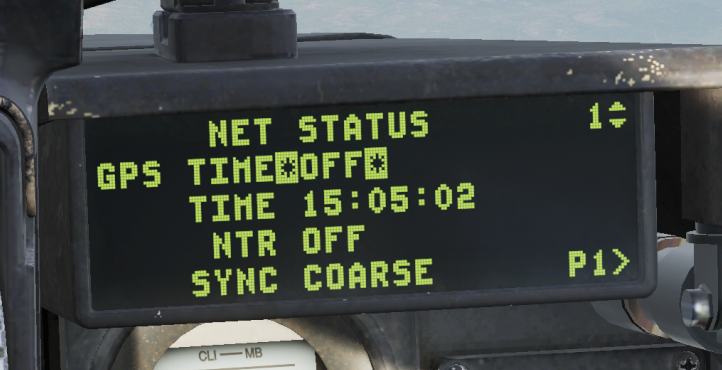 NET STATUS 1
GPS TIME*OFF*
TIME 15:05:02
NTR OFF
SYNC COARSE P1>
CLI — MB